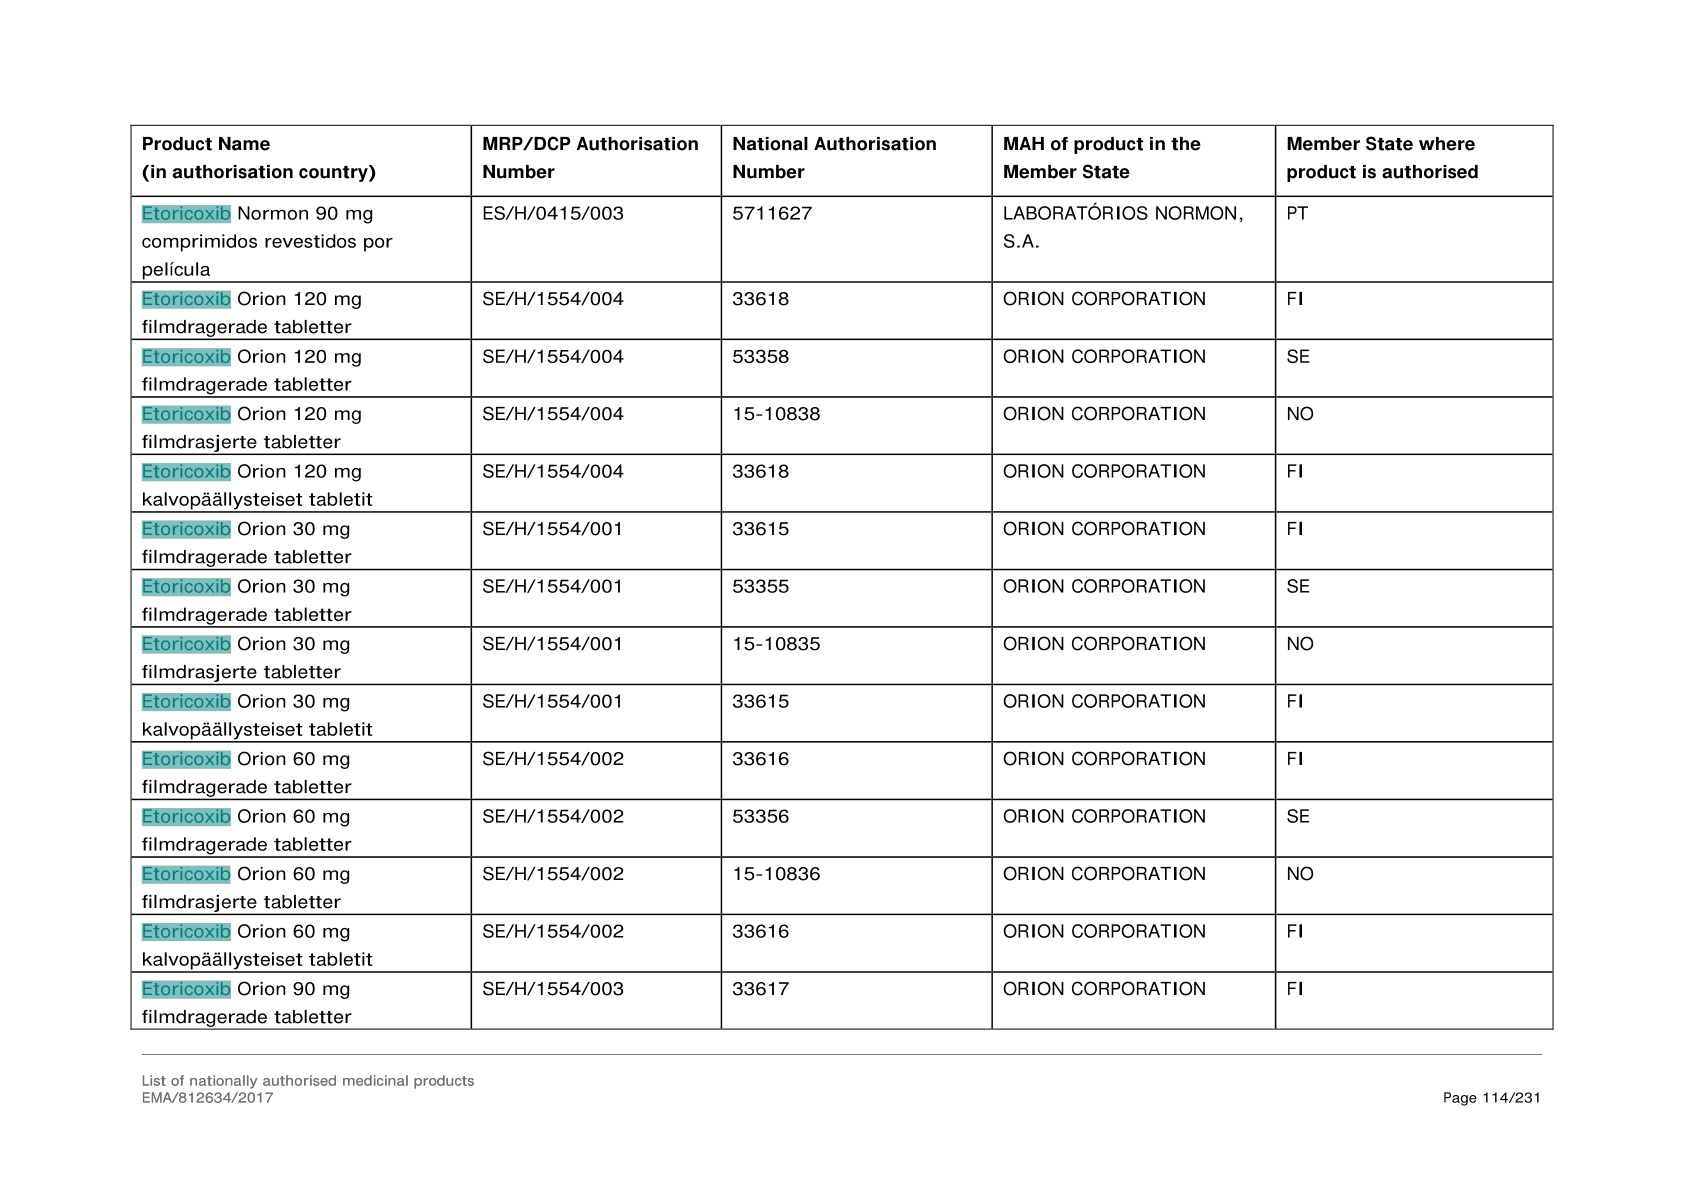 Product Name
(in authorisation country)
MRP/DCP Authorisation
Number
National Authorisation
Number
MAH of product in the
Member State
Member State where
product is authorised
Etoricoxib Normon 90 mg
comprimidos revestidos por
película
ES/H/0415/003
5711627
LABORATÓRIOS NORMON,
S.A.
PT
Etoricoxib Orion 120 mg
filmdragerade tabletter
SE/H/1554/004
33618
ORION CORPORATION
FI
Etoricoxib Orion 120 mg
filmdragerade tabletter
SE/H/1554/004
53358
ORION CORPORATION
SE
Etoricoxib Orion 120 mg
filmdrasjerte tabletter
SE/H/1554/004
15-10838
ORION CORPORATION
NO
Etoricoxib Orion 120 mg
kalvopäällysteiset tabletit
SE/H/1554/004
33618
ORION CORPORATION
FI
Etoricoxib Orion 30 mg
filmdragerade tabletter
SE/H/1554/001
33615
ORION CORPORATION
FI
Etoricoxib Orion 30 mg
filmdragerade tabletter
SE/H/1554/001
53355
ORION CORPORATION
SE
Etoricoxib Orion 30 mg
filmdrasjerte tabletter
SE/H/1554/001
15-10835
ORION CORPORATION
NO
Etoricoxib Orion 30 mg
kalvopäällysteiset tabletit
SE/H/1554/001
33615
ORION CORPORATION
FI
Etoricoxib Orion 60 mg
filmdragerade tabletter
SE/H/1554/002
33616
ORION CORPORATION
FI
Etoricoxib Orion 60 mg
filmdragerade tabletter
SE/H/1554/002
53356
ORION CORPORATION
SE
Etoricoxib Orion 60 mg
filmdrasjerte tabletter
SE/H/1554/002
15-10836
ORION CORPORATION
NO
Etoricoxib Orion 60 mg
kalvopäällysteiset tabletit
SE/H/1554/002
33616
ORION CORPORATION
FI
Etoricoxib Orion 90 mg
filmdragerade tabletter
SE/H/1554/003
33617
ORION CORPORATION
FI
List of nationally authorised medicinal products
EMA/812634/2017
Page 114/231